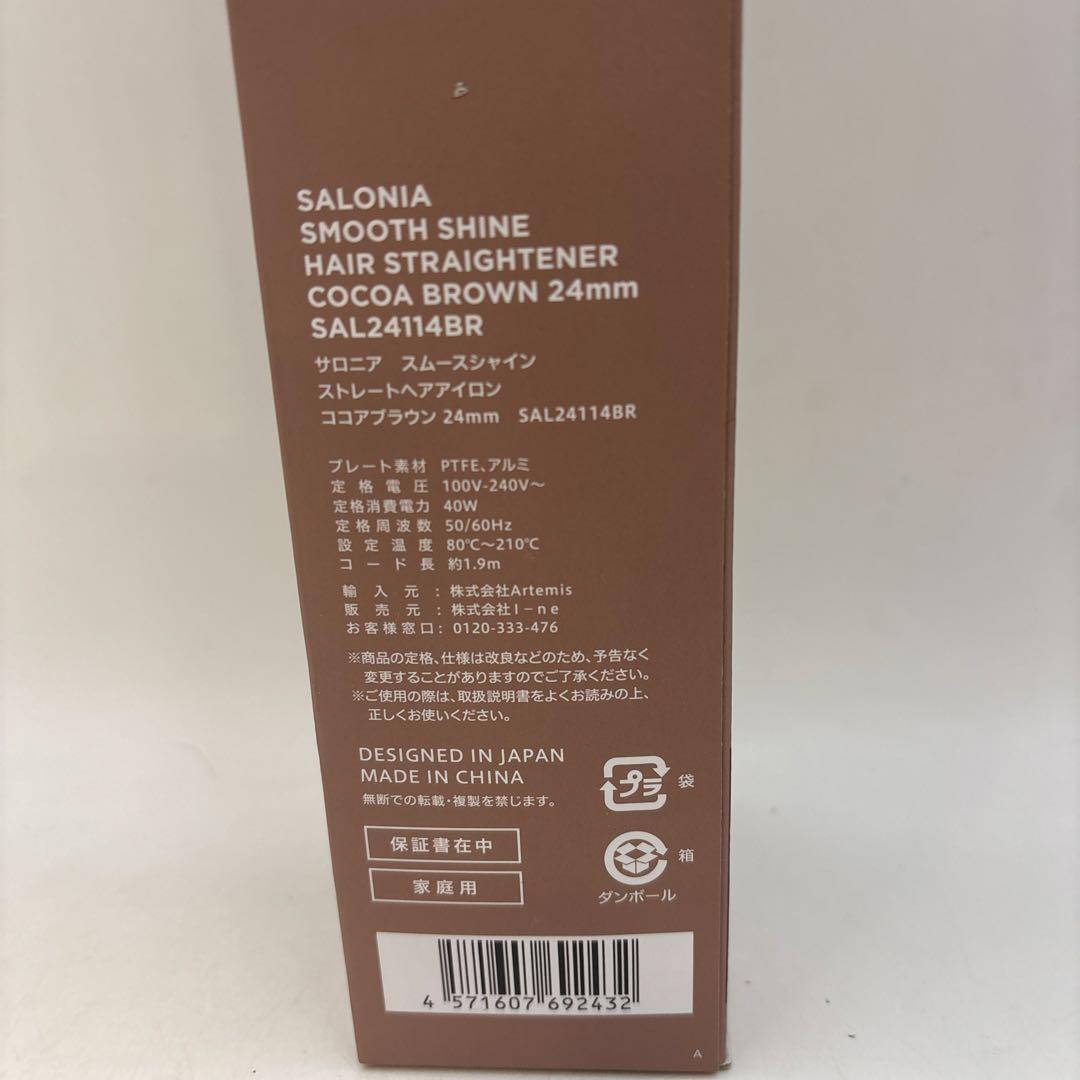 SALONIA
SMOOTH SHINE
HAIR STRAIGHTENER
COCOA BROWN 24mm
SAL24114BR
サロニア スムースシャイン
ストレートヘアアイロン
ココアブラウン 24mm SAL24114BR
プレート素材 PTFE、アルミ
定格電圧 100V-240V～
定格消費電力 40W
定格周波数 50/60Hz
設定温度 80℃～210℃
コード長 約1.9m
輸入元：株式会社Artemis
販売元：株式会社I-ne
お客様窓口：0120-333-476
※商品の定格、仕様は改良などのため、予告なく
変更することがありますのでご了承ください。
※ご使用の際は、取扱説明書をよくお読みの上、
正しくお使いください。
DESIGNED IN JAPAN
MADE IN CHINA
無断での転載・複製を禁じます。
プラ 袋
保証書在中
箱
ダンボール
家庭用
4 571607 692432
A